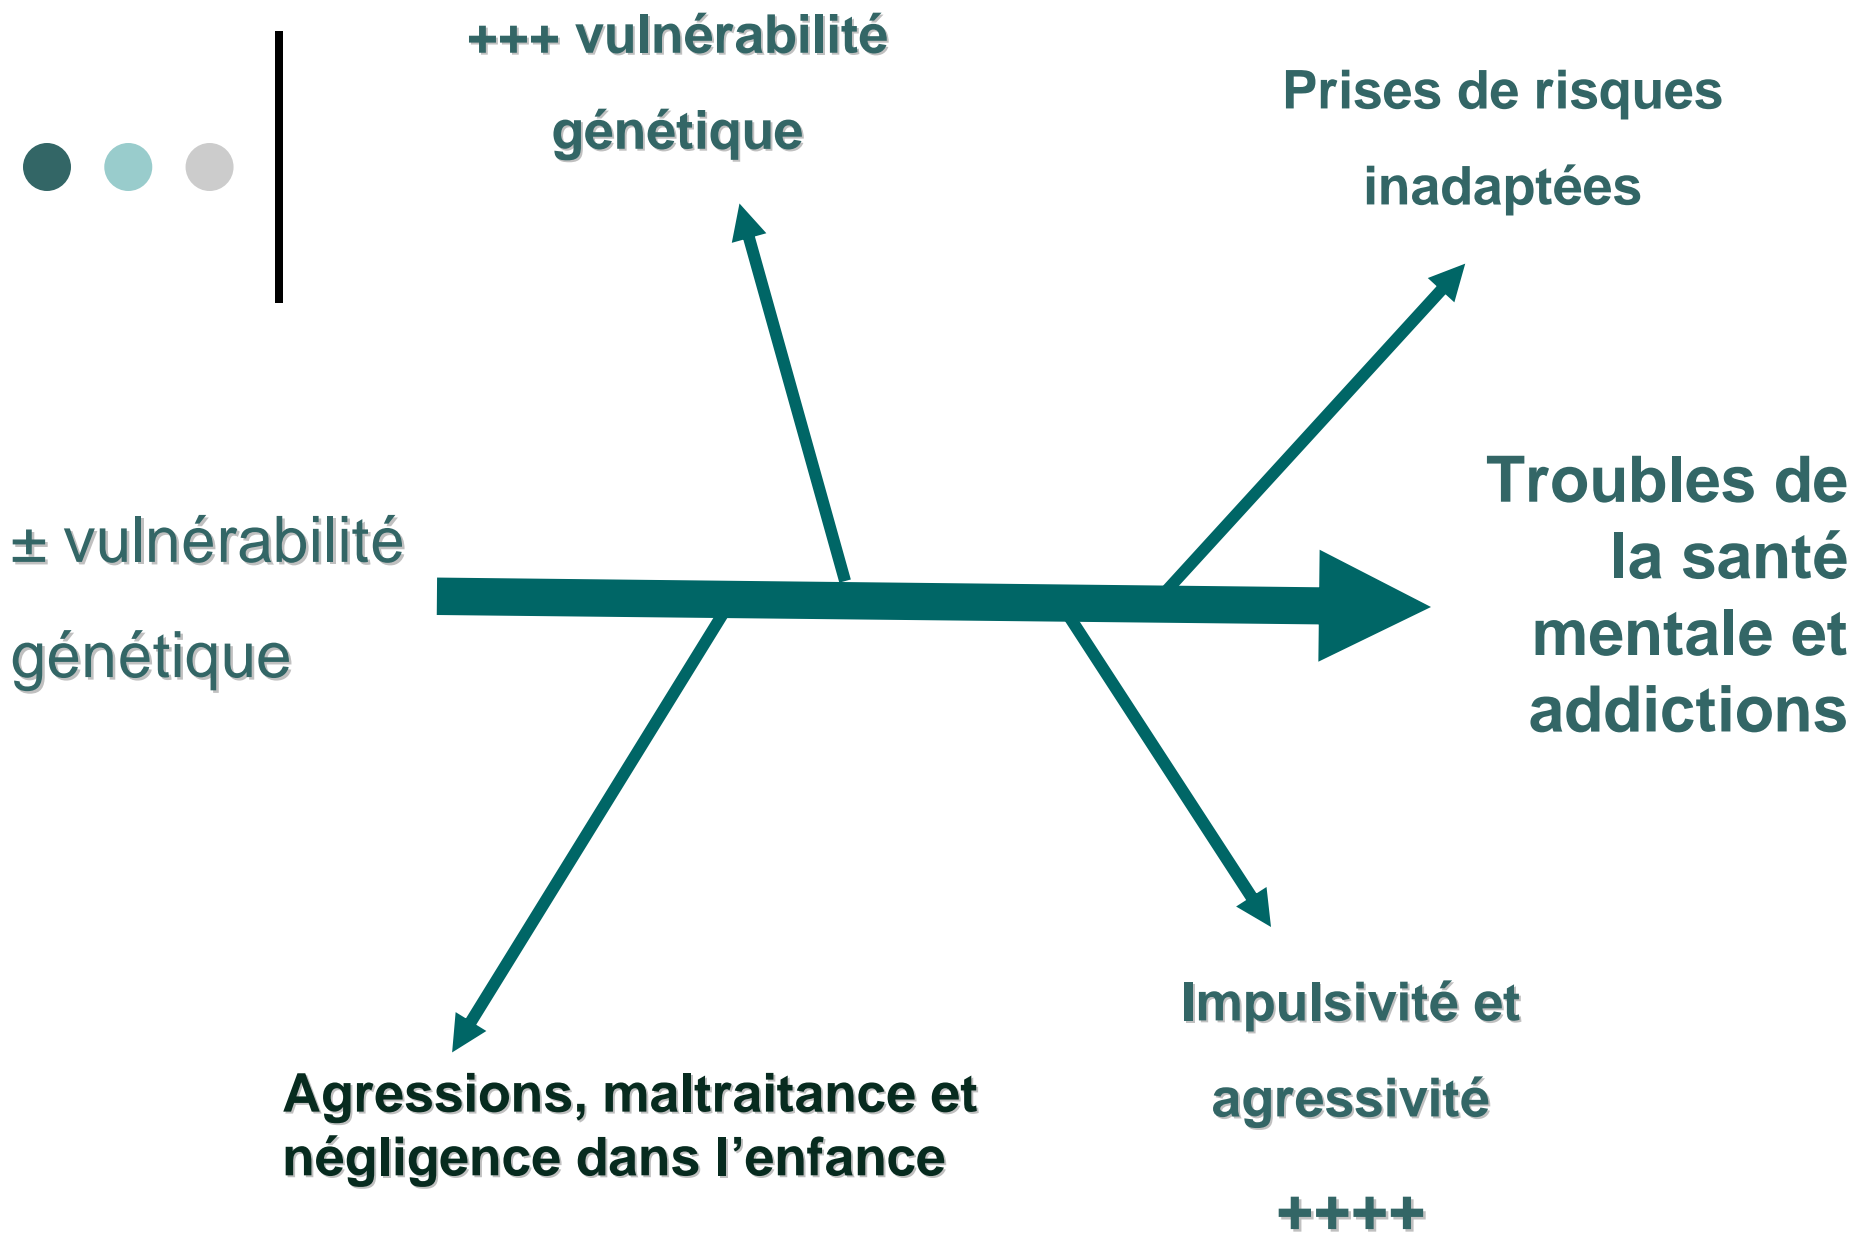 +++ vulnérabilité
génétique
Prises de risques
inadaptées
± vulnérabilité
génétique
Troubles de
la santé
mentale et
addictions
Agressions, maltraitance et
négligence dans l’enfance
Impulsivité et
agressivité
++++